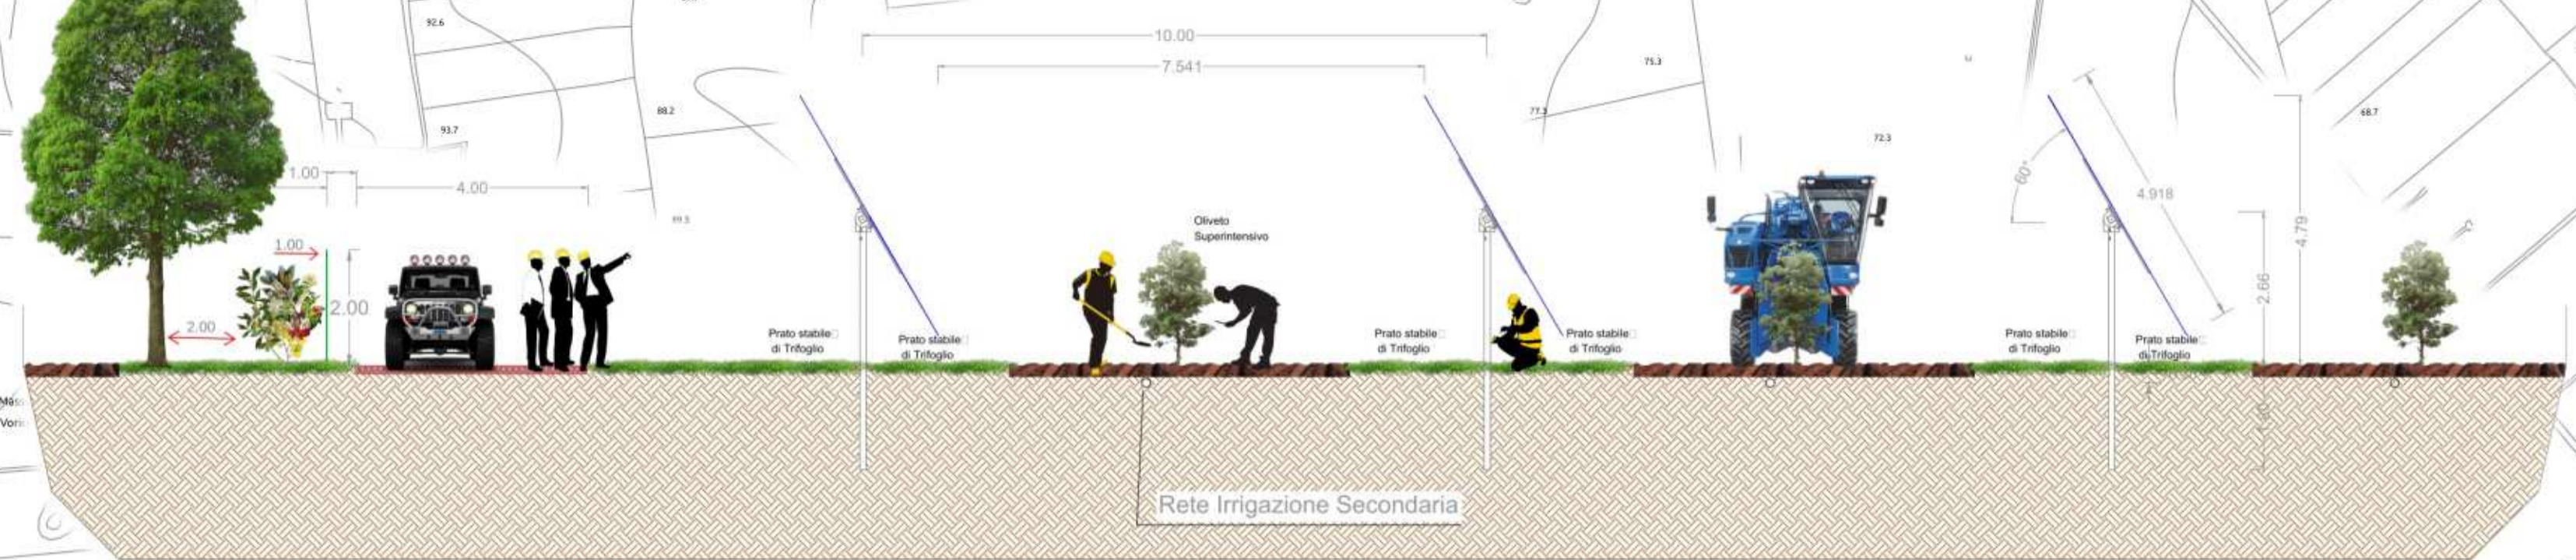 92.6
10.00
7.541
75.3
88.2
77.3
93.7
72.3
68.7
1.00
4.00
60°
4.918
89.5
Oliveto
Superintensivo
4.79
1.00
2.66
2.00
2.00
Prato stabile
di Trifoglio
Prato stabile
di Trifoglio
Prato stabile
di Trifoglio
Prato stabile
di Trifoglio
Prato stabile
di Trifoglio
Prato stabile
di Trifoglio
Rete Irrigazione Secondaria